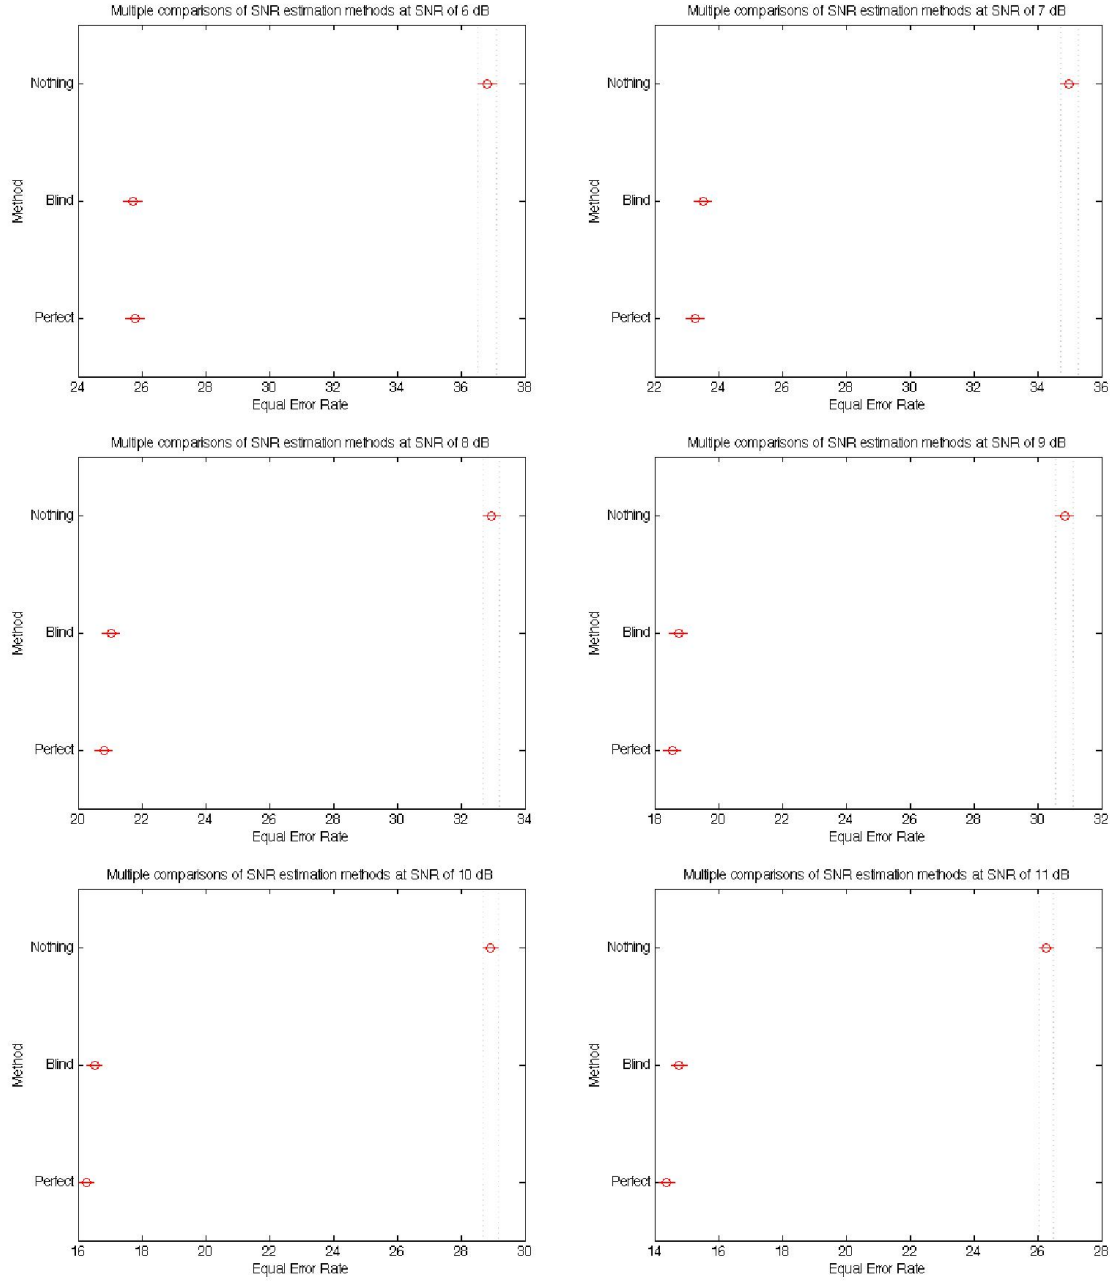 Multiple comparisons of SNR estimation methods at SNR of 6 dB
Nothing
Blind
Perfect
Method
24 26 28 30 32 34 36 38
Equal Error Rate
Multiple comparisons of SNR estimation methods at SNR of 7 dB
Nothing
Blind
Perfect
Method
22 24 26 28 30 32 34 36
Equal Error Rate
Multiple comparisons of SNR estimation methods at SNR of 8 dB
Nothing
Blind
Perfect
Method
20 22 24 26 28 30 32 34
Equal Error Rate
Multiple comparisons of SNR estimation methods at SNR of 9 dB
Nothing
Blind
Perfect
Method
18 20 22 24 26 28 30 32
Equal Error Rate
Multiple comparisons of SNR estimation methods at SNR of 10 dB
Nothing
Blind
Perfect
Method
16 18 20 22 24 26 28 30
Equal Error Rate
Multiple comparisons of SNR estimation methods at SNR of 11 dB
Nothing
Blind
Perfect
Method
14 16 18 20 22 24 26 28
Equal Error Rate